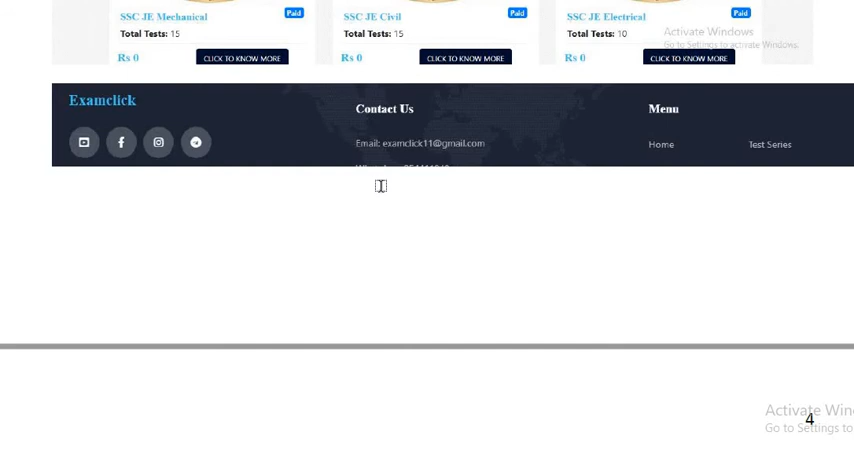 SSC JE Mechanical Paid SSC JE Civil Paid SSC JE Electrical Paid
Total Tests: 15 Total Tests: 15 Total Tests: 10
Activate Windows
Go to Settings to activate Windows.
Rs 0 CLICK TO KNOW MORE Rs 0 CLICK TO KNOW MORE Rs 0 CLICK TO KNOW MORE
Examclick
Contact Us Menu
Email: examclick11@gmail.com Home Test Series
Activate Win
4
Go to Settings to